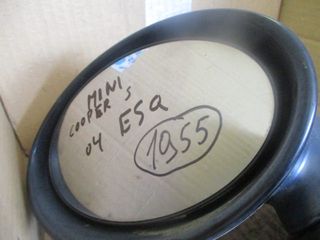 MINI
COOPER S
04 ESQ
1955